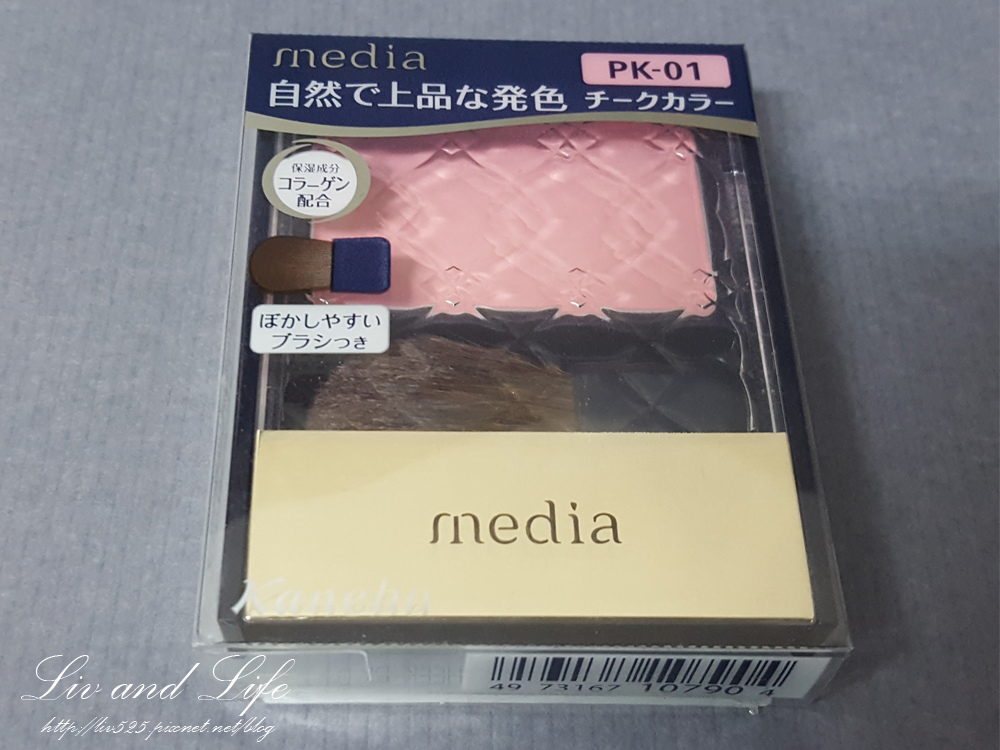 media
PK-01
自然で上品な発色 チークカラー
保湿成分
コラーゲン
配合
ぼかしやすい
ブラシつき
media
Kanebo
4973167 107904
Liv and Life
http://liv525.pixnet.net/blog